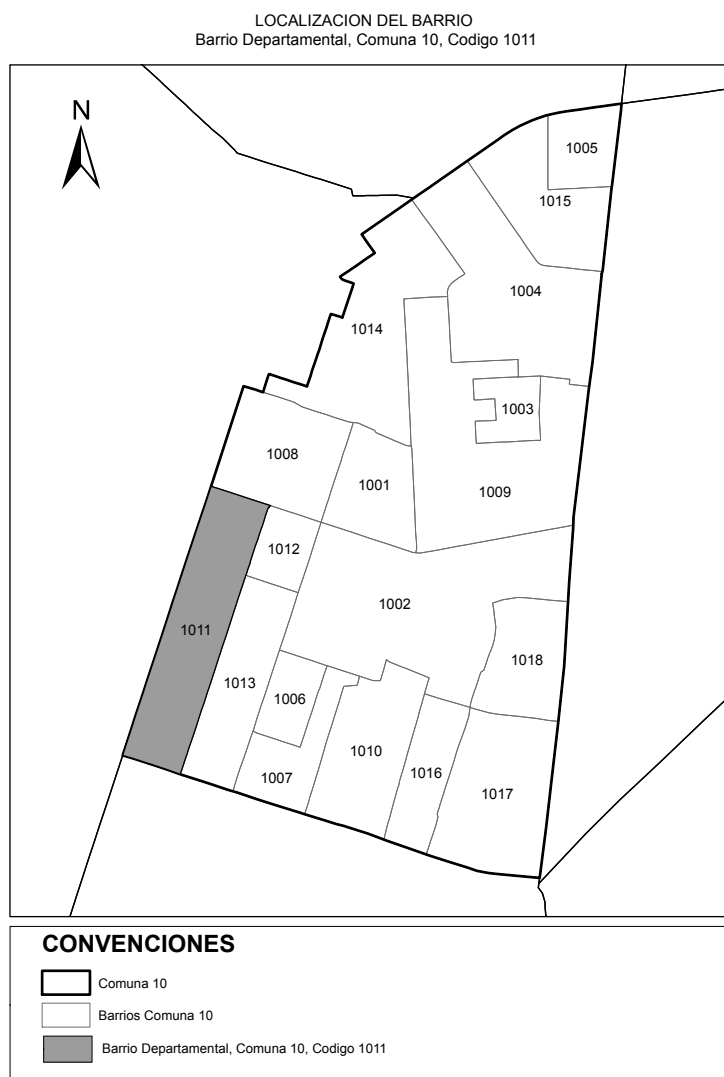 LOCALIZACION DEL BARRIO
Barrio Departamental, Comuna 10, Codigo 1011
N
1005
1015
1004
1014
1003
1008
1001
1009
1012
1002
1011
1018
1013
1006
1010
1016
1007
1017
CONVENCIONES
Comuna 10
Barrios Comuna 10
Barrio Departamental, Comuna 10, Codigo 1011